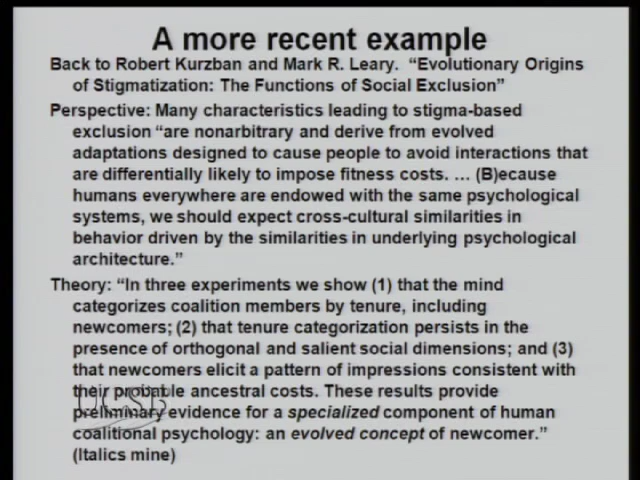 A more recent example
Back to Robert Kurzban and Mark R. Leary. "Evolutionary Origins
of Stigmatization: The Functions of Social Exclusion"
Perspective: Many characteristics leading to stigma-based
exclusion "are nonarbitrary and derive from evolved
adaptations designed to cause people to avoid interactions that
are differentially likely to impose fitness costs. … (B)ecause
humans everywhere are endowed with the same psychological
systems, we should expect cross-cultural similarities in
behavior driven by the similarities in underlying psychological
architecture."
Theory: "In three experiments we show (1) that the mind
categorizes coalition members by tenure, including
newcomers; (2) that tenure categorization persists in the
presence of orthogonal and salient social dimensions; and (3)
that newcomers elicit a pattern of impressions consistent with
their probable ancestral costs. These results provide
preliminary evidence for a specialized component of human
coalitional psychology: an evolved concept of newcomer."
(Italics mine)
UCSB